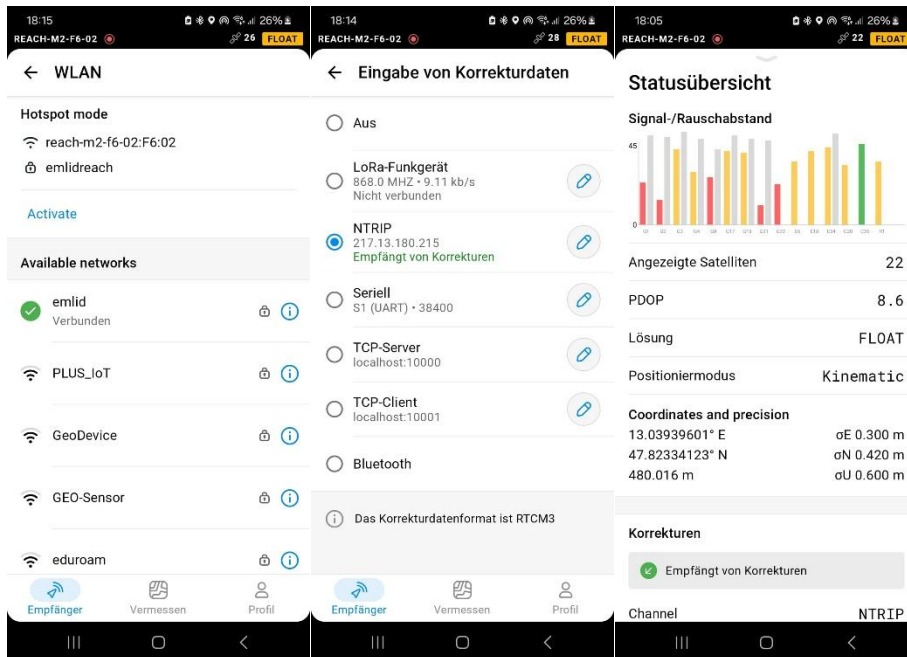 18:15
26%
REACH-M2-F6-02
26 FLOAT
WLAN
Hotspot mode
reach-m2-f6-02:F6:02
emlidreach
Activate
Available networks
emlid
Verbunden
PLUS_IoT
GeoDevice
GEO-Sensor
eduroam
Empfänger Vermessen Profil
18:14
26%
REACH-M2-F6-02
28 FLOAT
Eingabe von Korrekturdaten
Aus
LoRa-Funkgerät
868.0 MHZ • 9.11 kb/s
Nicht verbunden
NTRIP
217.13.180.215
Empfängt von Korrekturen
Seriell
S1 (UART) • 38400
TCP-Server
localhost:10000
TCP-Client
localhost:10001
Bluetooth
Das Korrekturdatenformat ist RTCM3
Empfänger Vermessen Profil
18:05
26%
REACH-M2-F6-02
22 FLOAT
Statusübersicht
Signal-/Rauschabstand
45
0
Angezeigte Satelliten 22
PDOP 8.6
Lösung FLOAT
Positioniermodus Kinematic
Coordinates and precision
13.03939601° E σE 0.300 m
47.82334123° N σN 0.420 m
480.016 m σU 0.600 m
Korrekturen
Empfängt von Korrekturen
Channel NTRIP